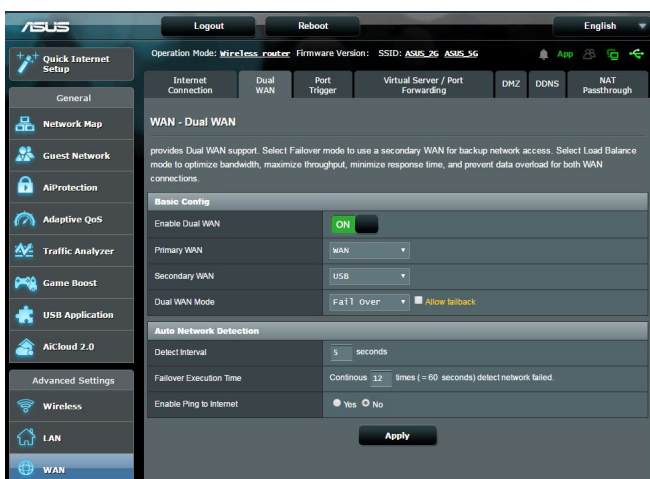 ASUS
Logout
Reboot
English
Quick Internet
Setup
General
Network Map
Guest Network
AiProtection
Adaptive QoS
Traffic Analyzer
Game Boost
USB Application
AiCloud 2.0
Advanced Settings
Wireless
LAN
WAN
Operation Mode: Wireless router Firmware Version: SSID: ASUS_2G ASUS_5G
App
Internet
Connection
Dual
WAN
Port
Trigger
Virtual Server / Port
Forwarding
DMZ
DDNS
NAT
Passthrough
WAN - Dual WAN
provides Dual WAN support. Select Failover mode to use a secondary WAN for backup network access. Select Load Balance
mode to optimize bandwidth, maximize throughput, minimize response time, and prevent data overload for both WAN
connections.
Basic Config
Enable Dual WAN ON
Primary WAN WAN
Secondary WAN USB
Dual WAN Mode Fail Over Allow failback
Auto Network Detection
Detect Interval 5 seconds
Failover Execution Time Continous 12 times ( = 60 seconds) detect network failed.
Enable Ping to Internet Yes No
Apply